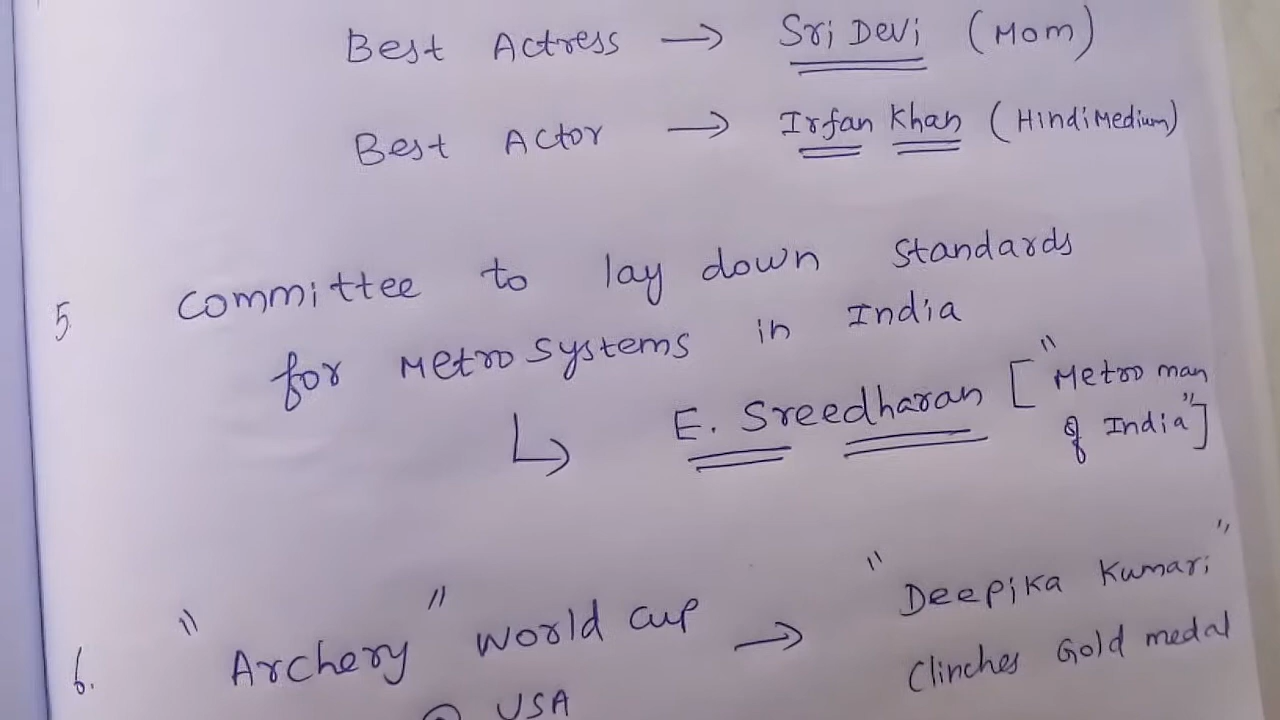 Best Actress → Sri Devi (Mom)
Best Actor → Irfan Khan (Hindi Medium)
5. Committee to lay down Standards
for Metro Systems in India
↳ E. Sreedharan ["Metro man
of India"]
6. "Archery" World Cup → "Deepika Kumari"
Clinches Gold medal
@ USA